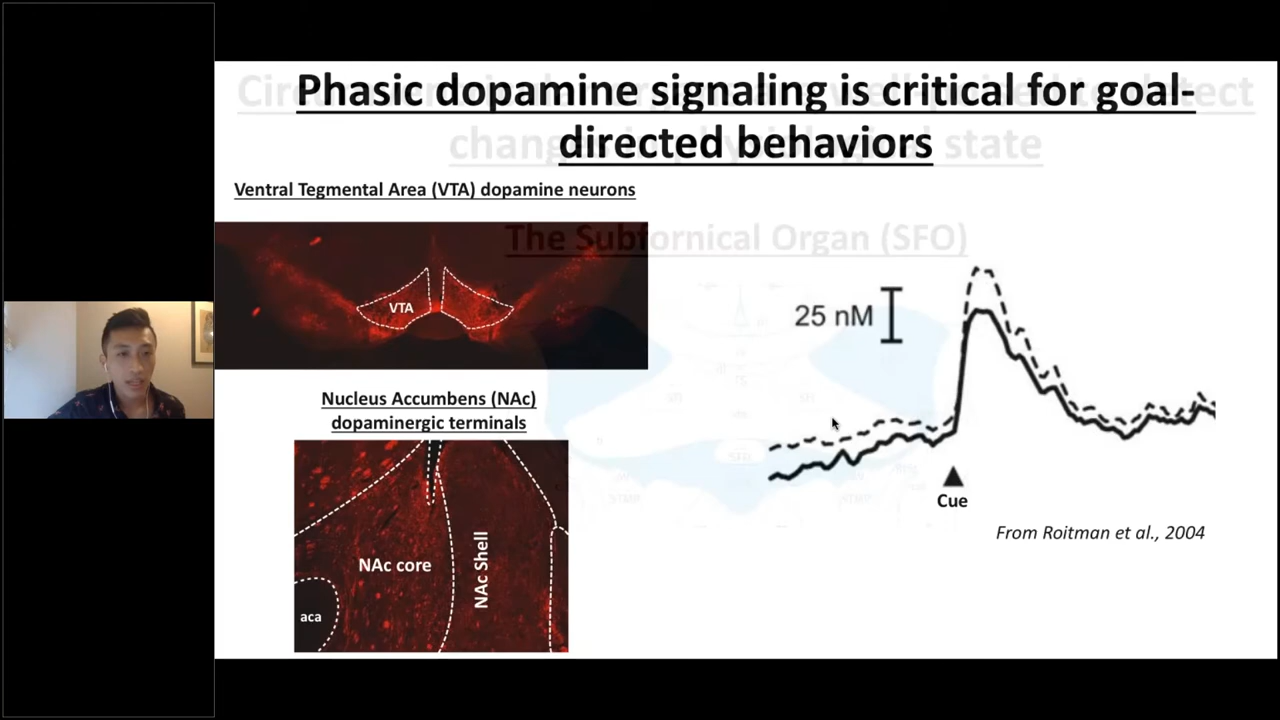 Phasic dopamine signaling is critical for goal-
directed behaviors
Ventral Tegmental Area (VTA) dopamine neurons
The Subfornical Organ (SFO)
VTA
25 nM
Nucleus Accumbens (NAc)
dopaminergic terminals
NAc core
NAc Shell
aca
Cue
From Roitman et al., 2004